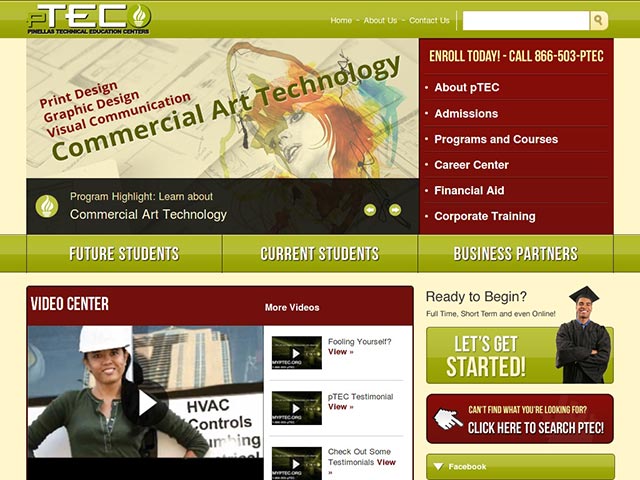 pTEC
PINELLAS TECHNICAL EDUCATION CENTERS
Home - About Us - Contact Us
Print Design
Graphic Design
Visual Communication
Commercial Art Technology
Program Highlight: Learn about
Commercial Art Technology
ENROLL TODAY! - CALL 866-503-PTEC
• About pTEC
• Admissions
• Programs and Courses
• Career Center
• Financial Aid
• Corporate Training
FUTURE STUDENTS
CURRENT STUDENTS
BUSINESS PARTNERS
VIDEO CENTER
More Videos
HVAC
Controls
umbing
Fooling Yourself?
View »
MYPTEC.ORG
pTEC Testimonial
View »
MYPTEC.ORG
Check Out Some
Testimonials View
»
MYPTEC.ORG
Ready to Begin?
Full Time, Short Term and even Online!
LET'S GET
STARTED!
CAN'T FIND WHAT YOU'RE LOOKING FOR?
CLICK HERE TO SEARCH PTEC!
Facebook